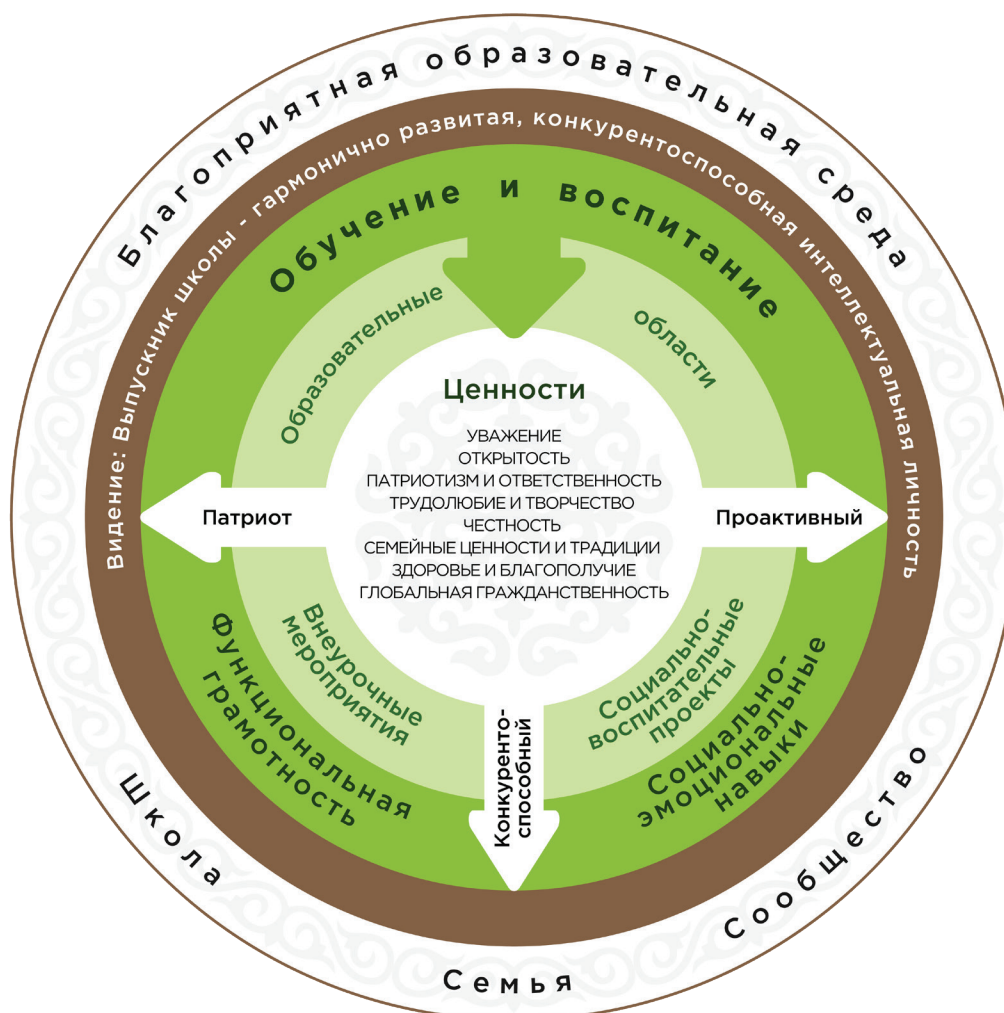 Благоприятная образовательная среда
Видение: Выпускник школы - гармонично развитая, конкурентоспособная интеллектуальная личность
Обучение и воспитание
Образовательные области
Ценности
УВАЖЕНИЕ
ОТКРЫТОСТЬ
ПАТРИОТИЗМ И ОТВЕТСТВЕННОСТЬ
ТРУДОЛЮБИЕ И ТВОРЧЕСТВО
ЧЕСТНОСТЬ
СЕМЕЙНЫЕ ЦЕННОСТИ И ТРАДИЦИИ
ЗДОРОВЬЕ И БЛАГОПОЛУЧИЕ
ГЛОБАЛЬНАЯ ГРАЖДАНСТВЕННОСТЬ
Патриот
Проактивный
Внеурочные
мероприятия
Социально-
воспитательные
проекты
Функциональная
грамотность
Конкуренто-
способный
Социально-
эмоциональные
навыки
Школа
Семья
Сообщество